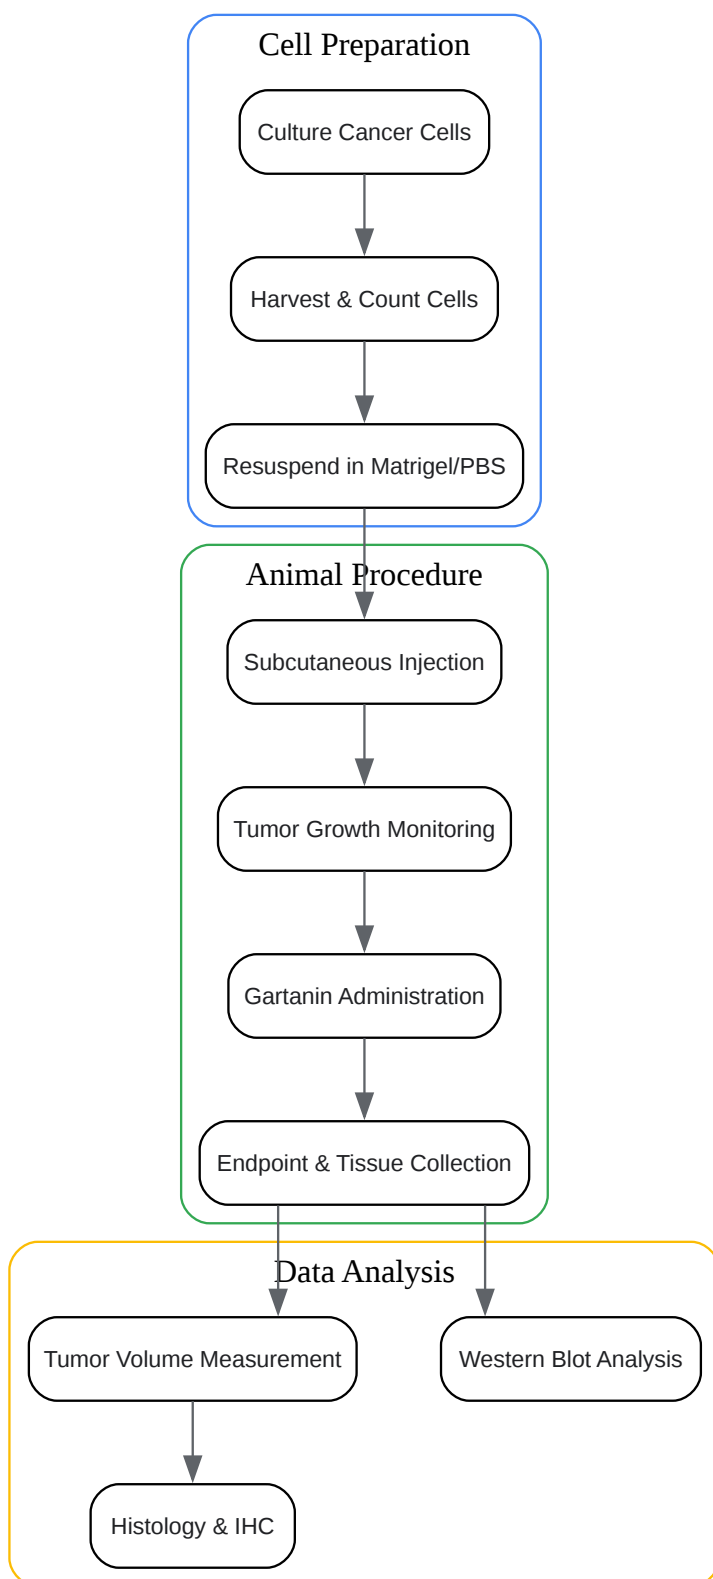 Cell Preparation
Culture Cancer Cells
Harvest & Count Cells
Resuspend in Matrigel/PBS
Animal Procedure
Subcutaneous Injection
Tumor Growth Monitoring
Gartanin Administration
Endpoint & Tissue Collection
Data Analysis
Tumor Volume Measurement
Western Blot Analysis
Histology & IHC